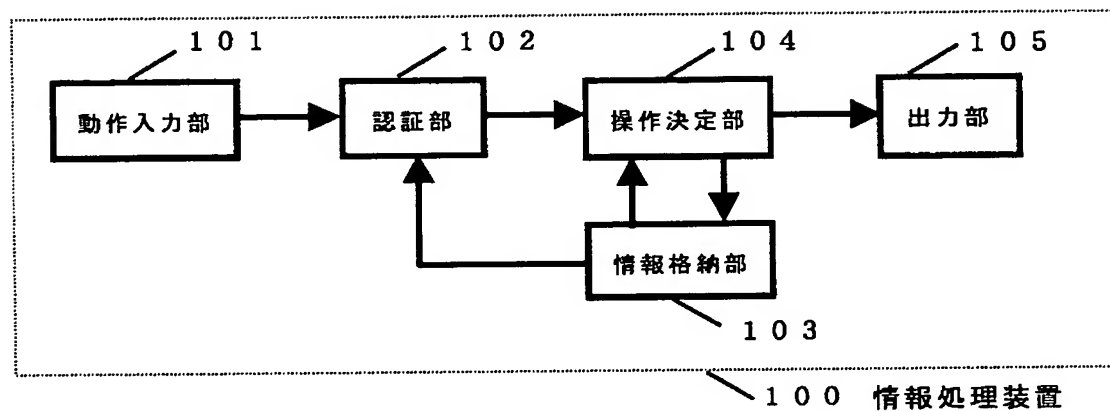 １０１ １０２ １０４ １０５
動作入力部 認証部 操作決定部 出力部
情報格納部
１０３
１００ 情報処理装置